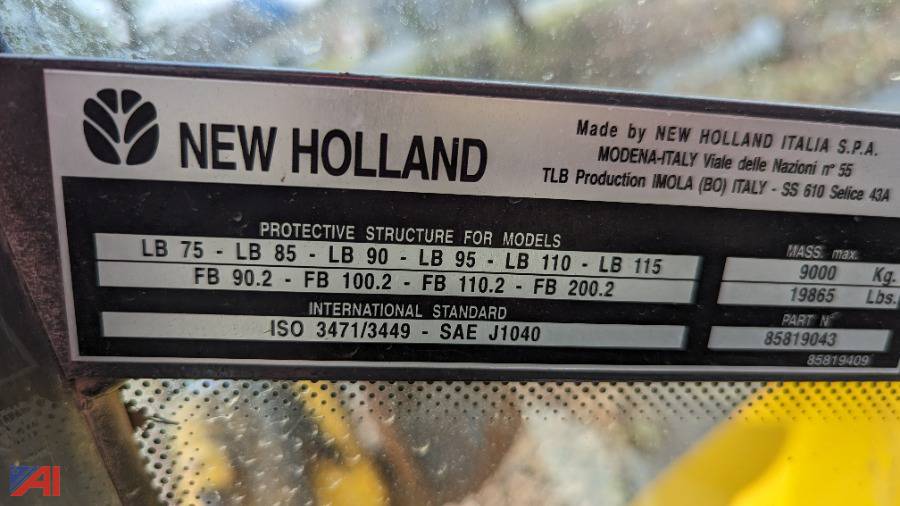 NEW HOLLAND
Made by NEW HOLLAND ITALIA S.P.A.
MODENA-ITALY Viale delle Nazioni n° 55
TLB Production IMOLA (BO) ITALY - SS 610 Selice 43A
PROTECTIVE STRUCTURE FOR MODELS
LB 75 - LB 85 - LB 90 - LB 95 - LB 110 - LB 115
FB 90.2 - FB 100.2 - FB 110.2 - FB 200.2
INTERNATIONAL STANDARD
ISO 3471/3449 - SAE J1040
MASS. max.
9000 Kg.
19865 Lbs.
PART N°
85819043
85819409
AI